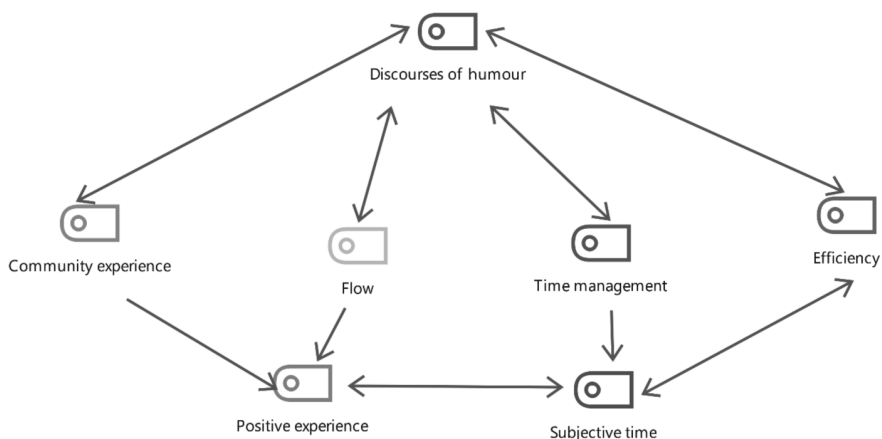 Discourses of humour
Community experience
Flow
Time management
Efficiency
Positive experience
Subjective time